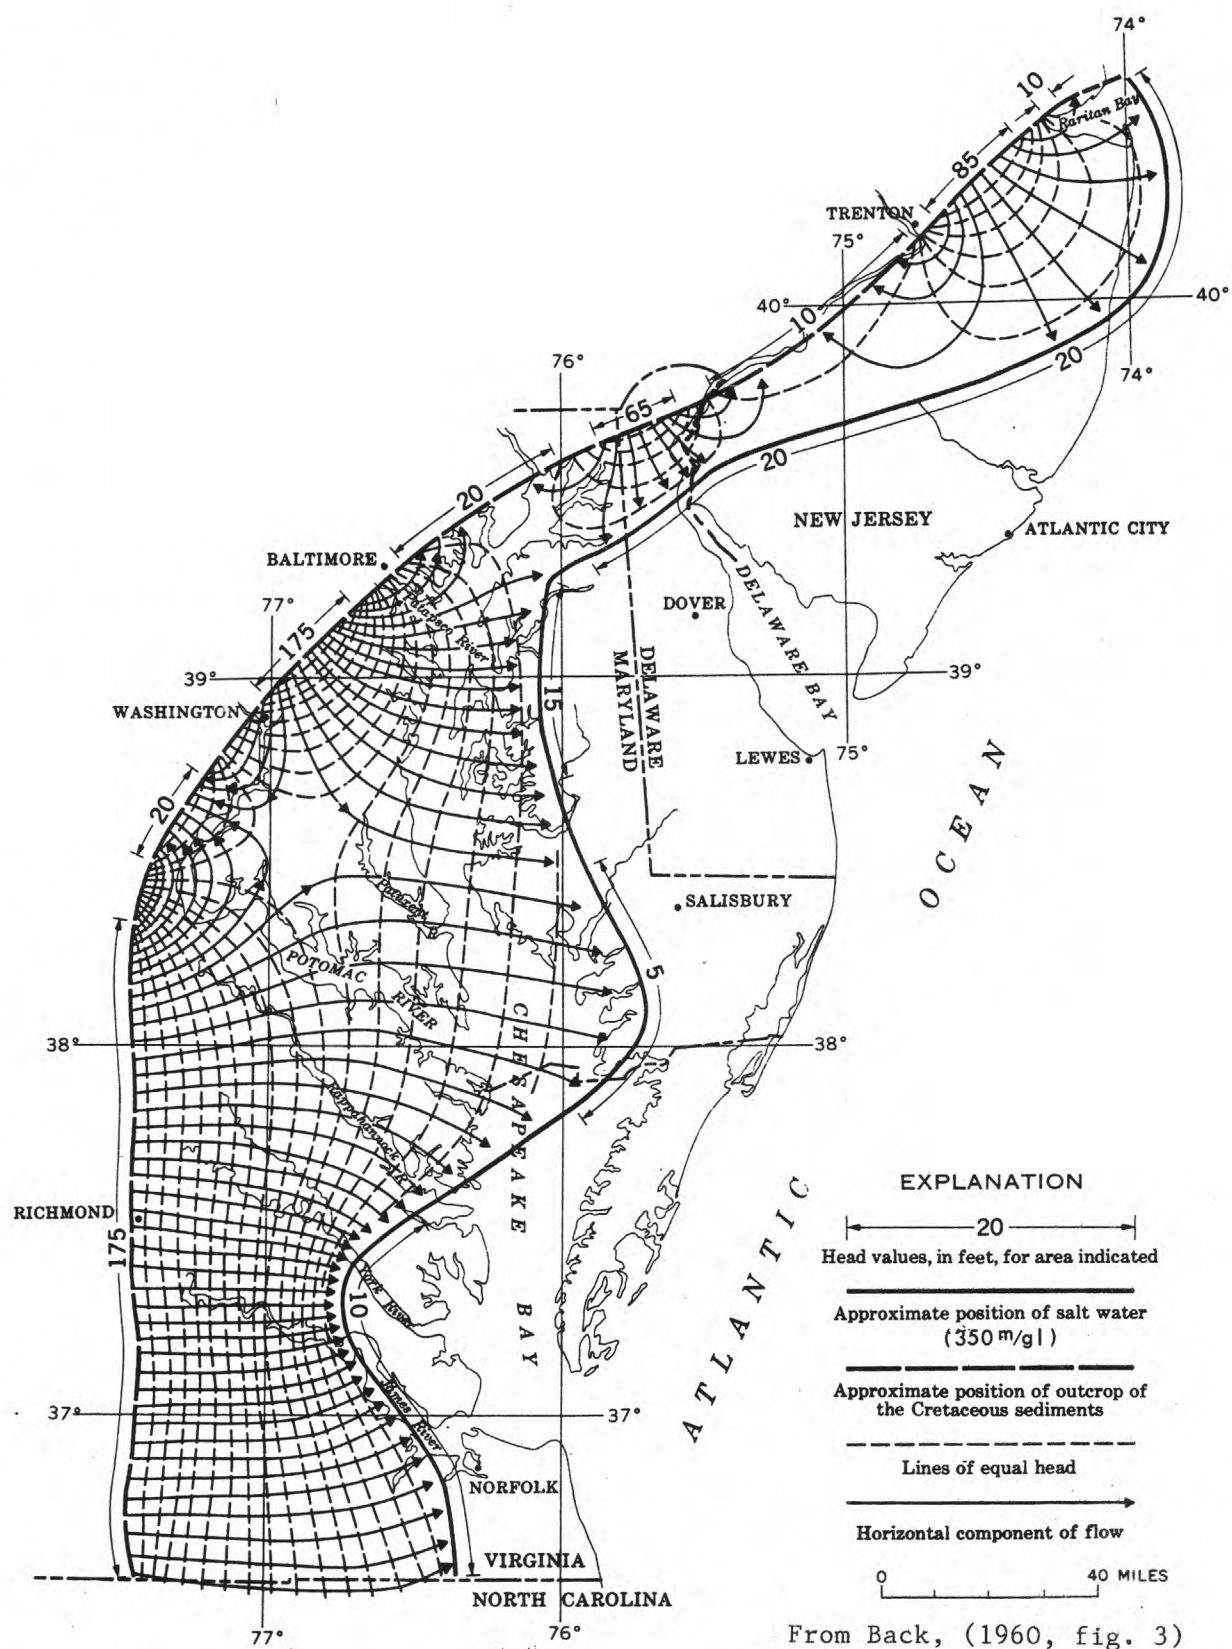 74°
10
Raritan Bay
85
TRENTON
75°
40°
40°
10
20
74°
76°
65
20
20
NEW JERSEY
ATLANTIC CITY
BALTIMORE
DELAWARE BAY
77°
DOVER
Patapsco River
175
39°
39°
DELAWARE
MARYLAND
15
WASHINGTON
LEWES
75°
20
SALISBURY
Patuxent R
POTOMAC RIVER
5
38°
38°
CHESAPEAKE BAY
Rappahannock R
ATLANTIC OCEAN
RICHMOND
175
York River
10
James River
37°
37°
NORFOLK
VIRGINIA
NORTH CAROLINA
77°
76°
EXPLANATION
20
Head values, in feet, for area indicated
Approximate position of salt water
(350 m/gl)
Approximate position of outcrop of
the Cretaceous sediments
Lines of equal head
Horizontal component of flow
0 40 MILES
From Back, (1960, fig. 3)